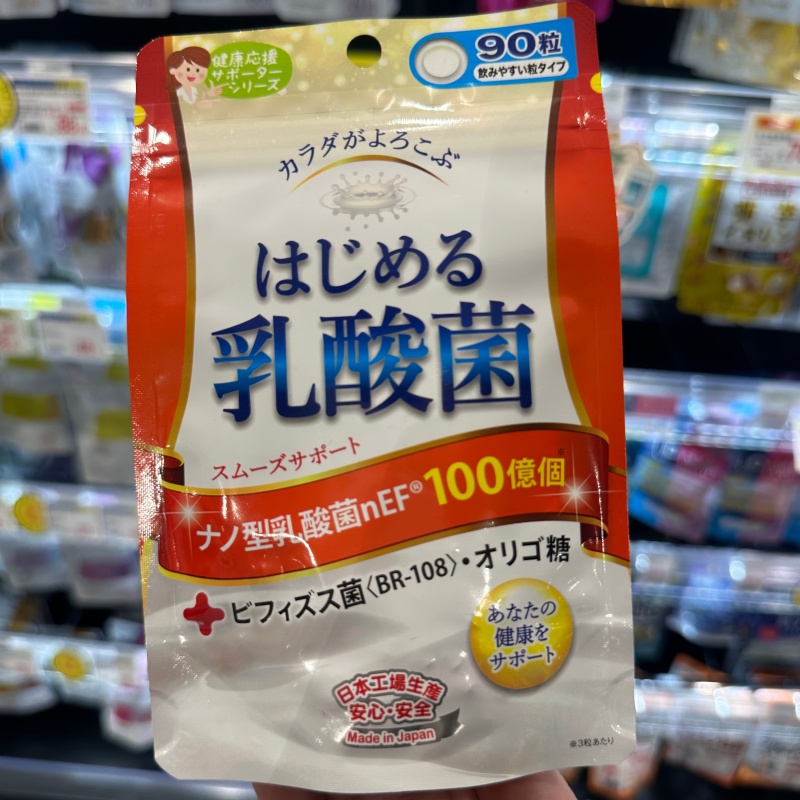 健康応援
サポーター
シリーズ
90粒
飲みやすい粒タイプ
カラダがよろこぶ
はじめる
乳酸菌
スムーズサポート
ナノ型乳酸菌nEF® 100億個※
ビフィズス菌〈BR-108〉・オリゴ糖
あなたの
健康を
サポート
日本工場生産
安心・安全
Made in Japan
※3粒あたり